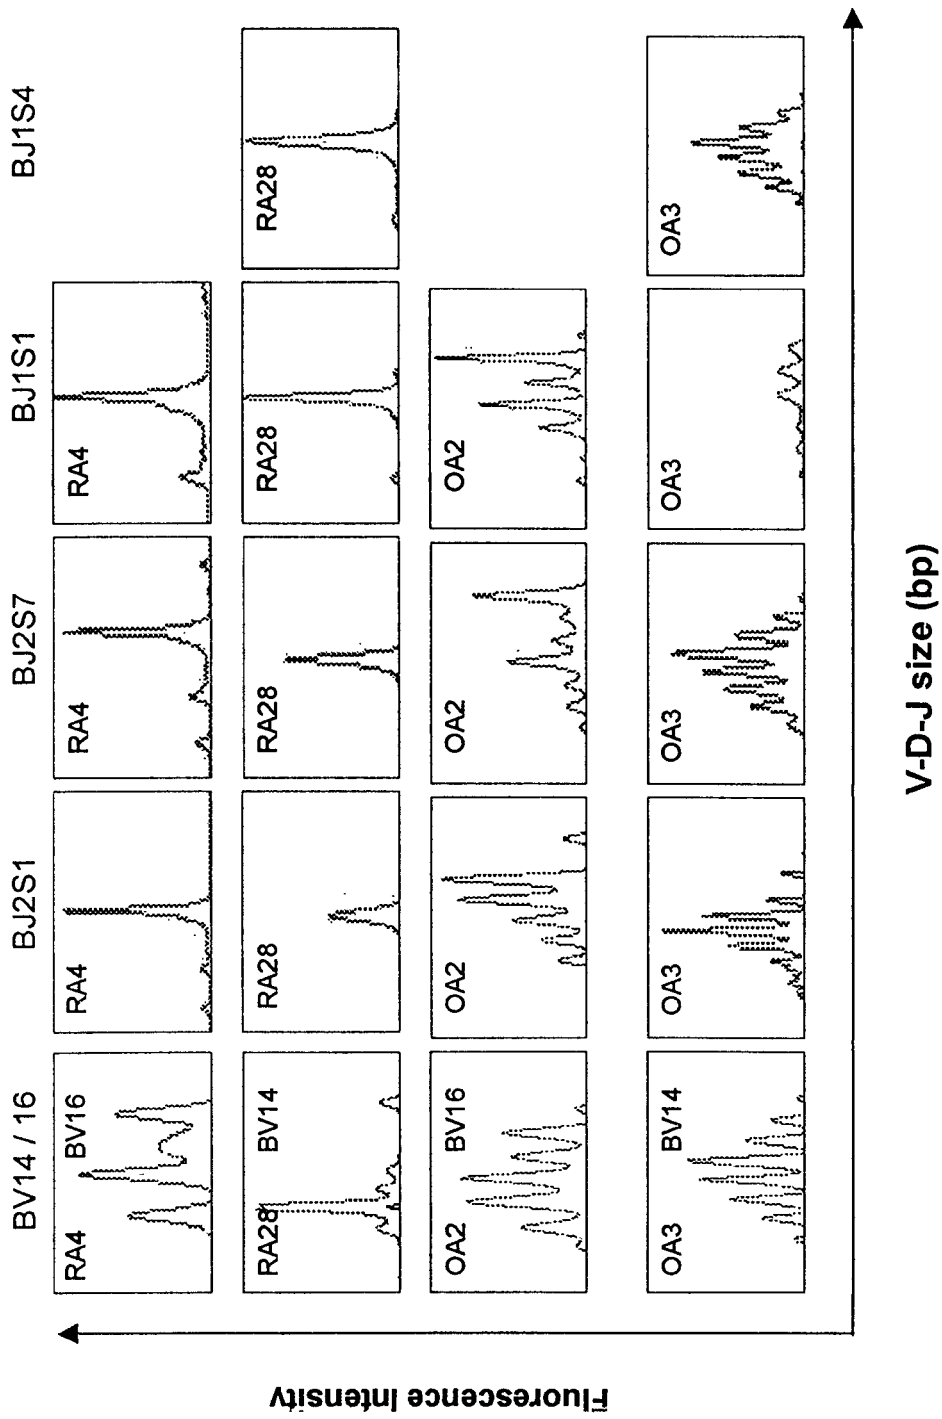 BV14 / 16
BJ2S1
BJ2S7
BJ1S1
BJ1S4
RA4 BV16
RA4
RA4
RA4
RA28 BV14
RA28
RA28
RA28
RA28
OA2 BV16
OA2
OA2
OA2
OA3 BV14
OA3
OA3
OA3
OA3
V-D-J size (bp)
Fluorescence Intensity